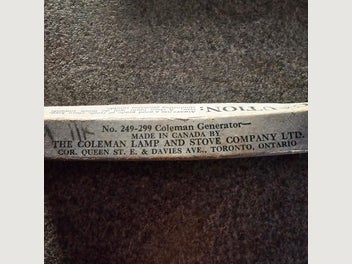 UTION:
No. 249-299 Coleman Generator—
MADE IN CANADA BY
THE COLEMAN LAMP AND STOVE COMPANY LTD.
COR. QUEEN ST. E. & DAVIES AVE., TORONTO, ONTARIO